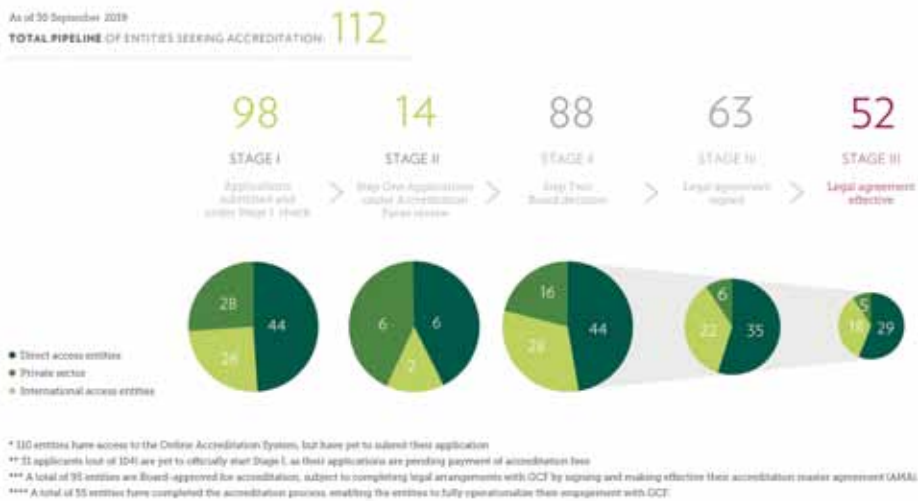 As of 30 September 2019
TOTAL PIPELINE OF ENTITIES SEEKING ACCREDITATION: 112
98 14 88 63 52
STAGE I STAGE II STAGE II STAGE III STAGE III
Applications submitted and under Stage I check
Step One Applications under Accreditation Panel review
Step Two Board decision
Legal agreement signed
Legal agreement effective
28 44
26
6 6
2
16 44
28
6
22 35
5
18 29
Direct access entities
Private sector
International access entities
* 110 entities have access to the Online Accreditation System, but have yet to submit their application
** 31 applicants (out of 104) are yet to officially start Stage I, as their applications are pending payment of accreditation fees
*** A total of 95 entities are Board-approved for accreditation, subject to completing legal arrangements with GCF by signing and making effective their accreditation master agreement (AMA)
**** A total of 55 entities have completed the accreditation process, enabling the entities to fully operationalize their engagement with GCF.